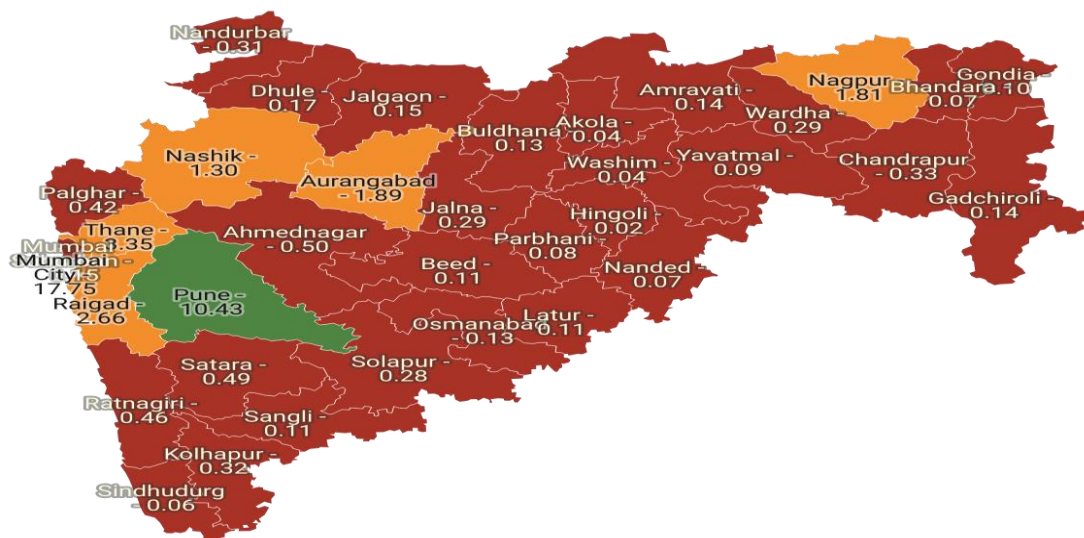 Nandurbar
- 0.31
Dhule -
0.17
Jalgaon -
0.15
Buldhana
0.13
Akola -
0.04
Amravati -
0.14
Wardha -
0.29
Nagpur
1.81
Bhandara -
0.07
Gondia -
0.10
Nashik -
1.30
Aurangabad
- 1.89
Jalna -
0.29
Washim -
0.04
Yavatmal -
0.09
Chandrapur
- 0.33
Gadchiroli -
0.14
Palghar -
0.42
Thane -
Ahmednagar
- 0.50
Hingoli -
0.02
Parbhani -
0.08
Nanded -
0.07
Beed -
0.11
Mumbai
Mumbai
City -
17.75
Raigad -
2.66
Pune -
10.43
Osmanabad
- 0.13
Latur -
0.11
Satara -
0.49
Solapur -
0.28
Ratnagiri -
0.46
Sangli -
0.11
Kolhapur -
0.32
Sindhudurg
- 0.06